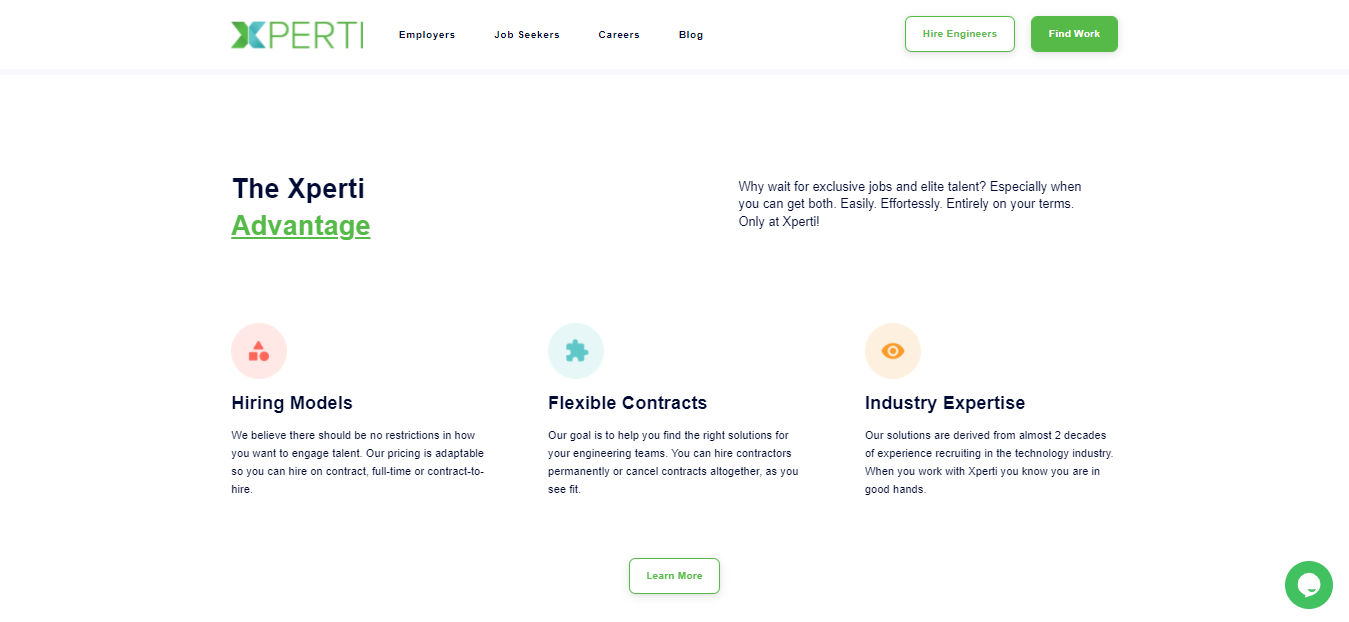 XPERTI
Employers
Job Seekers
Careers
Blog
Hire Engineers
Find Work
The Xperti
Advantage
Why wait for exclusive jobs and elite talent? Especially when
you can get both. Easily. Effortessly. Entirely on your terms.
Only at Xperti!
Hiring Models
We believe there should be no restrictions in how
you want to engage talent. Our pricing is adaptable
so you can hire on contract, full-time or contract-to-
hire.
Flexible Contracts
Our goal is to help you find the right solutions for
your engineering teams. You can hire contractors
permanently or cancel contracts altogether, as you
see fit.
Industry Expertise
Our solutions are derived from almost 2 decades
of experience recruiting in the technology industry.
When you work with Xperti you know you are in
good hands.
Learn More